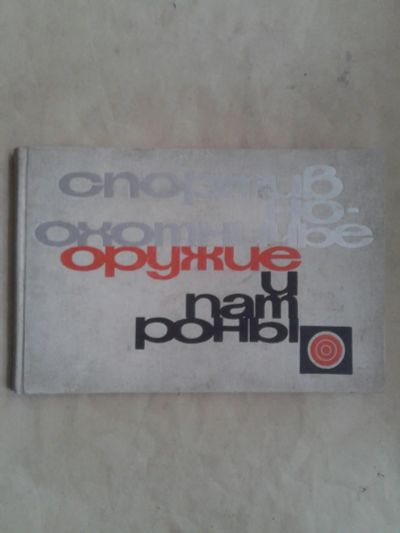 спортив
но-
охотничье
оружие
и
пат
роны